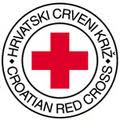 HRVATSKI CRVENI KRIŽ
CROATIAN RED CROSS